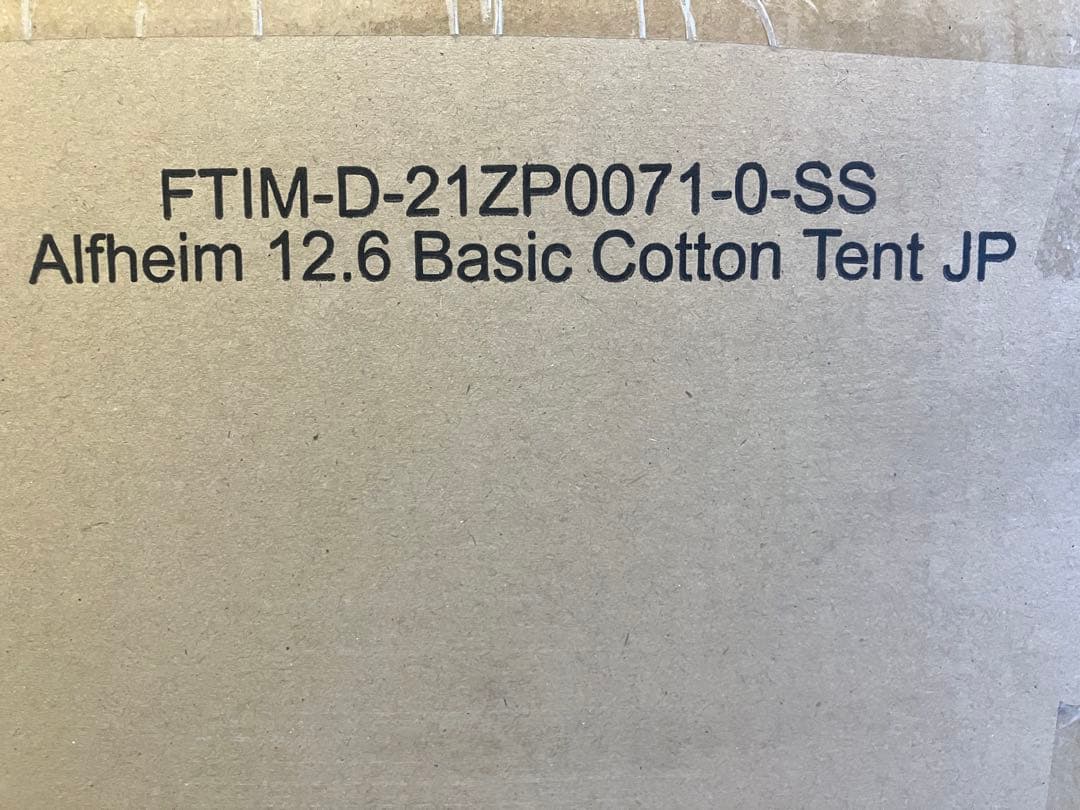 FTIM-D-21ZP0071-0-SS
Alfheim 12.6 Basic Cotton Tent JP